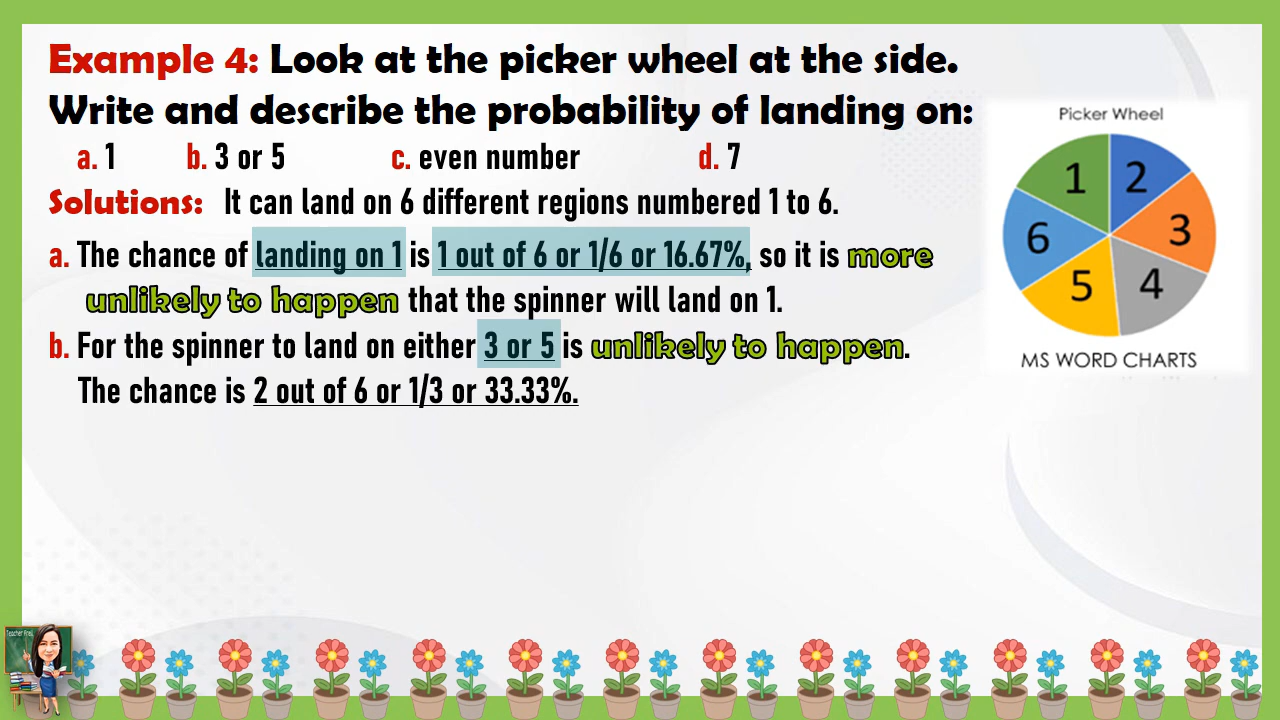 Example 4: Look at the picker wheel at the side.
Write and describe the probability of landing on:
a. 1 b. 3 or 5 c. even number d. 7
Solutions: It can land on 6 different regions numbered 1 to 6.
a. The chance of landing on 1 is 1 out of 6 or 1/6 or 16.67%, so it is more
unlikely to happen that the spinner will land on 1.
b. For the spinner to land on either 3 or 5 is unlikely to happen.
The chance is 2 out of 6 or 1/3 or 33.33%.
Picker Wheel
1 2
6 3
5 4
MS WORD CHARTS